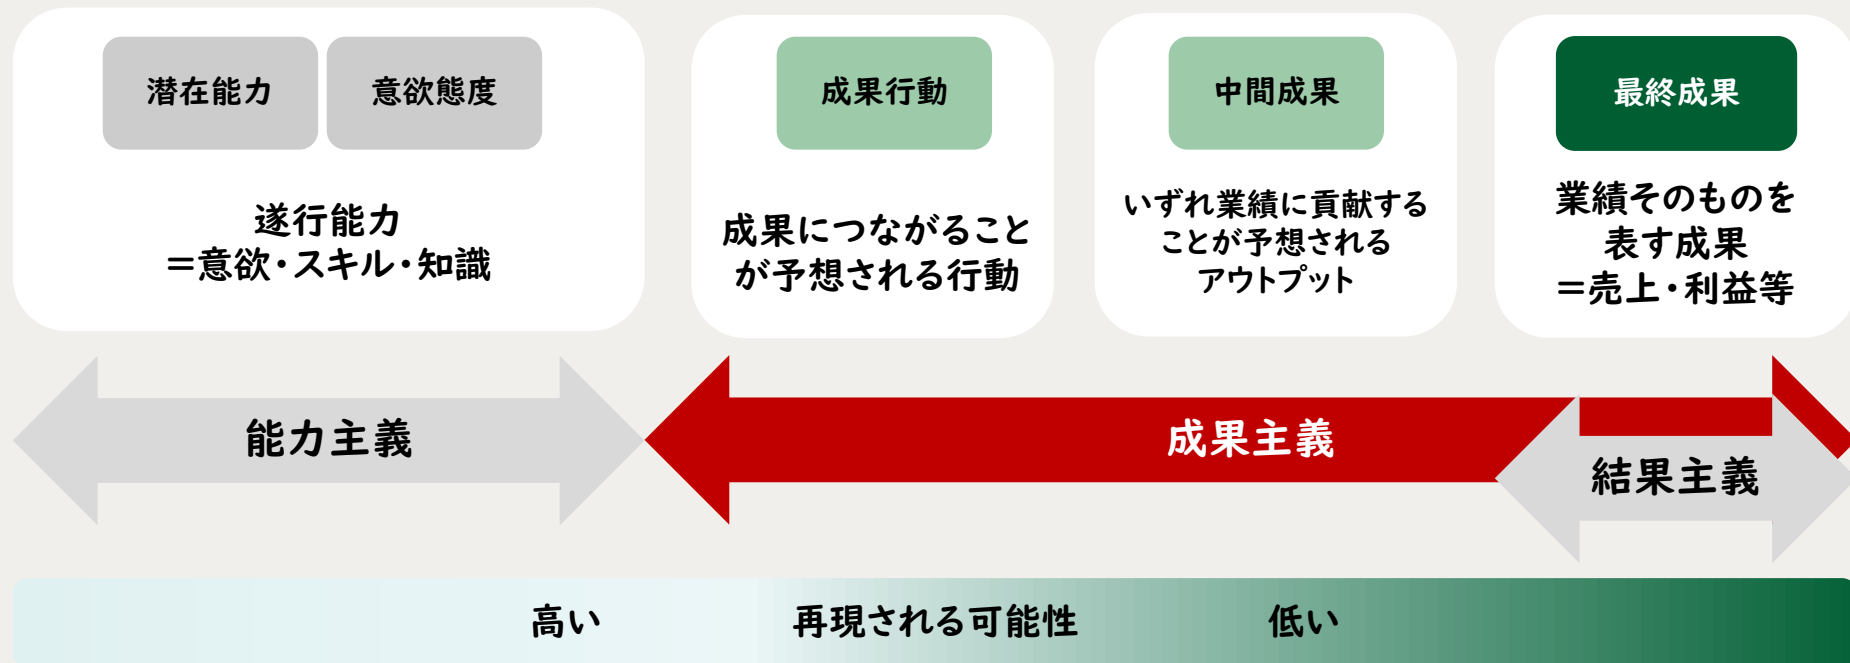 潜在能力
意欲態度
遂行能力
＝意欲・スキル・知識
成果行動
成果につながること
が予想される行動
中間成果
いずれ業績に貢献する
ことが予想される
アウトプット
最終成果
業績そのものを
表す成果
＝売上・利益等
能力主義
成果主義
結果主義
高い
再現される可能性
低い